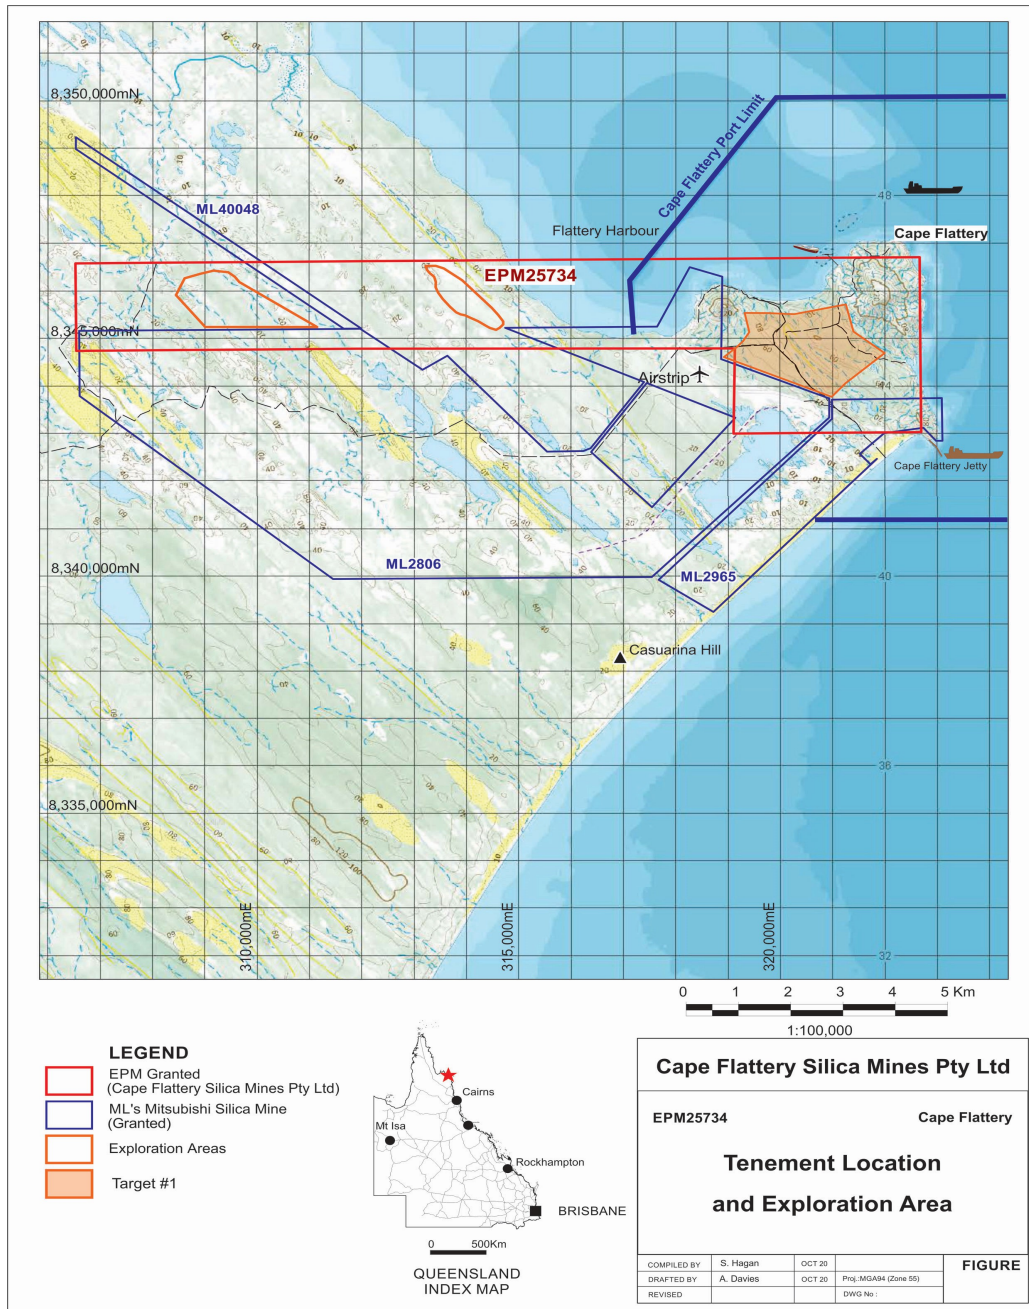 8,350,000mN
Cape Flattery Port Limit
48
ML40048
Flattery Harbour
Cape Flattery
EPM25734
8,345,000mN
Airstrip
44
Cape Flattery Jetty
8,340,000mN
ML2806
ML2965
40
Casuarina Hill
36
8,335,000mN
310,000mE
315,000mE
320,000mE
32
0 1 2 3 4 5 Km
1:100,000
LEGEND
EPM Granted
(Cape Flattery Silica Mines Pty Ltd)
ML's Mitsubishi Silica Mine
(Granted)
Exploration Areas
Target #1
Cairns
Mt Isa
Rockhampton
BRISBANE
0 500Km
QUEENSLAND
INDEX MAP
Cape Flattery Silica Mines Pty Ltd
EPM25734 Cape Flattery
Tenement Location
and Exploration Area
COMPILED BY S. Hagan OCT 20 FIGURE
DRAFTED BY A. Davies OCT 20 Proj.:MGA94 (Zone 55)
REVISED DWG No :